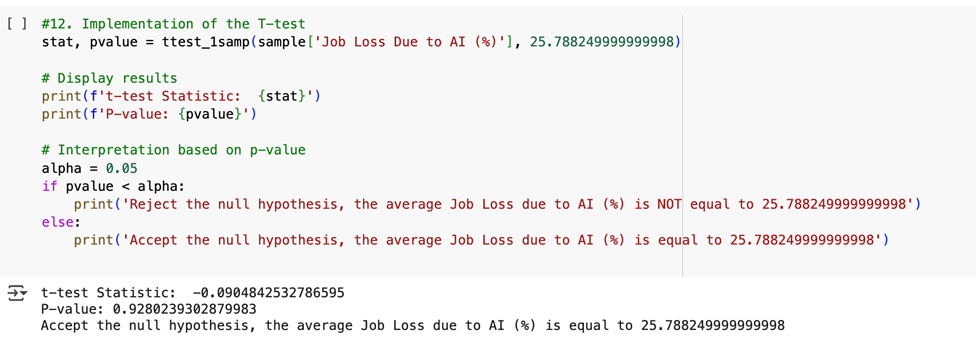 [ ] #12. Implementation of the T-test
stat, pvalue = ttest_1samp(sample['Job Loss Due to AI (%)'], 25.788249999999998)
# Display results
print(f't-test Statistic:  {stat}')
print(f'P-value: {pvalue}')
# Interpretation based on p-value
alpha = 0.05
if pvalue < alpha:
    print('Reject the null hypothesis, the average Job Loss due to AI (%) is NOT equal to 25.788249999999998')
else:
    print('Accept the null hypothesis, the average Job Loss due to AI (%) is equal to 25.788249999999998')
t-test Statistic:  -0.0904842532786595
P-value: 0.9280239302879983
Accept the null hypothesis, the average Job Loss due to AI (%) is equal to 25.788249999999998